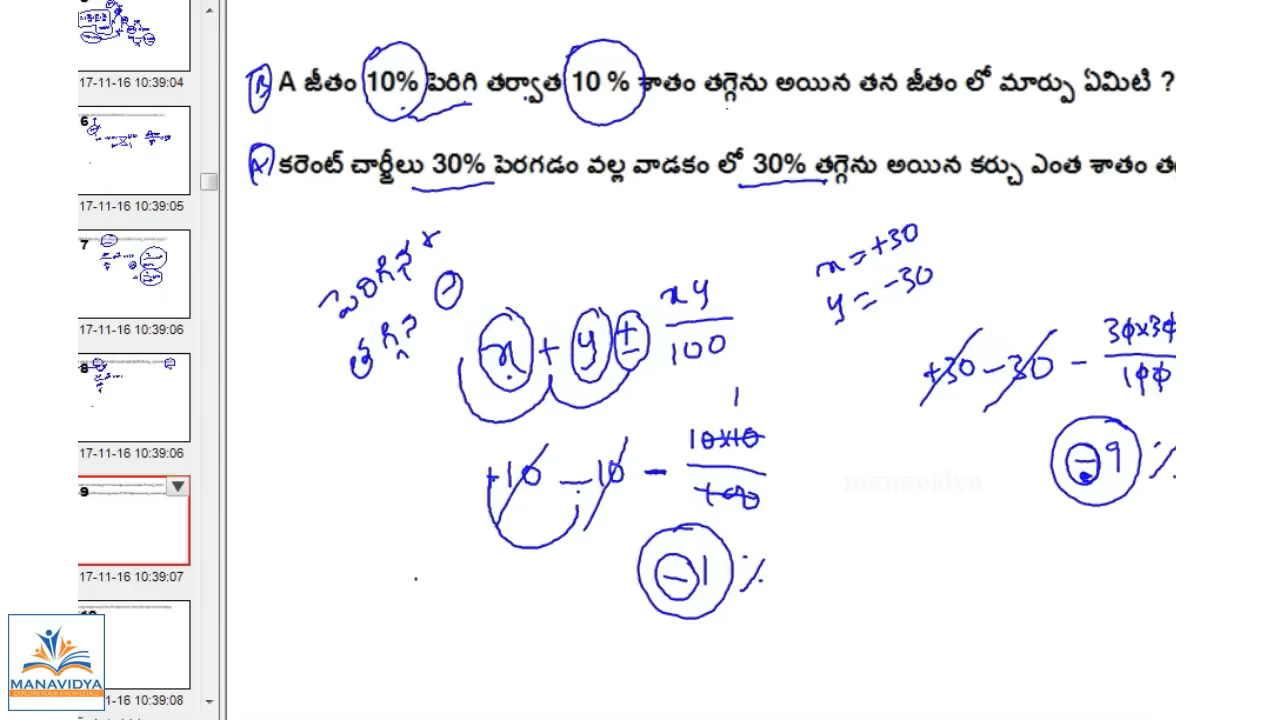 17-11-16 10:39:04
6
17-11-16 10:39:05
7
17-11-16 10:39:06
8
17-11-16 10:39:06
9
17-11-16 10:39:07
10
-16 10:39:08
MANAVIDYA
EXPLORE YOUR KNOWLEDGE
B A జీతం 10% పెరిగి తర్వాత 10 % శాతం తగ్గెను అయిన తన జీతం లో మార్పు ఏమిటి ?
కరెంట్ చార్జీలు 30% పెరగడం వల్ల వాడకం లో 30% తగ్గెను అయిన కర్చు ఎంత శాతం
పెరిగిన +
తగ్గిన -
x + y ± xy/100
+10 - 10 - 10x10/100
-1 %
x = +30
y = -30
+30 - 30 - 30x30/100
-9 %
manavidya